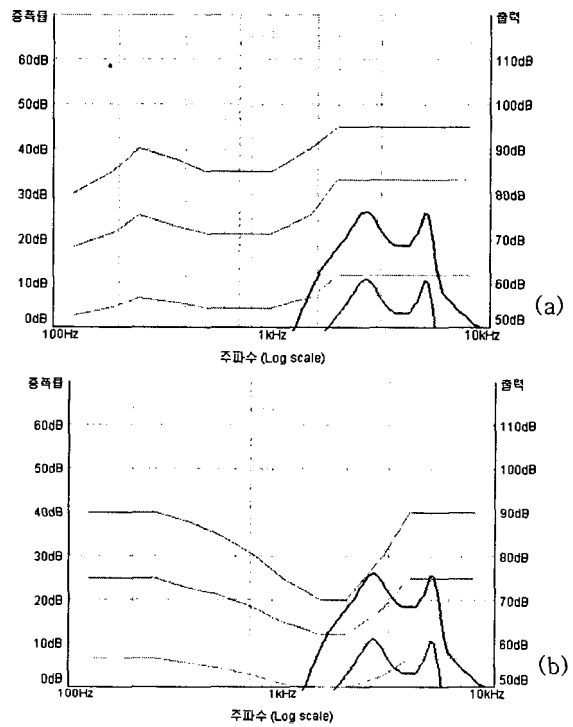 증폭률 출력
60dB 110dB
50dB 100dB
40dB 90dB
30dB 80dB
20dB 70dB
10dB 60dB
0dB 50dB
100Hz 1kHz 10kHz
(a)
주파수 (Log scale)
증폭률 출력
60dB 110dB
50dB 100dB
40dB 90dB
30dB 80dB
20dB 70dB
10dB 60dB
0dB 50dB
100Hz 1kHz 10kHz
(b)
주파수 (Log scale)